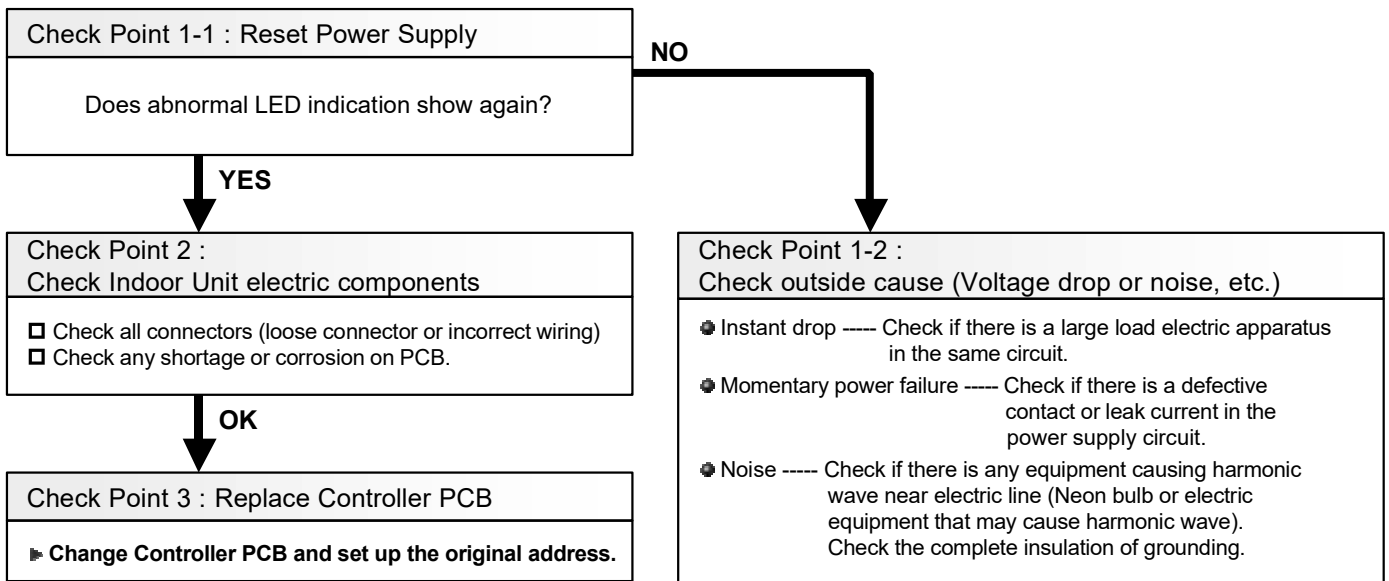 Check Point 1-1 : Reset Power Supply
Does abnormal LED indication show again?
NO
YES
Check Point 2 :
Check Indoor Unit electric components
☐ Check all connectors (loose connector or incorrect wiring)
☐ Check any shortage or corrosion on PCB.
OK
Check Point 3 : Replace Controller PCB
Change Controller PCB and set up the original address.
Check Point 1-2 :
Check outside cause (Voltage drop or noise, etc.)
Instant drop ----- Check if there is a large load electric apparatus
in the same circuit.
Momentary power failure ----- Check if there is a defective
contact or leak current in the
power supply circuit.
Noise ----- Check if there is any equipment causing harmonic
wave near electric line (Neon bulb or electric
equipment that may cause harmonic wave).
Check the complete insulation of grounding.